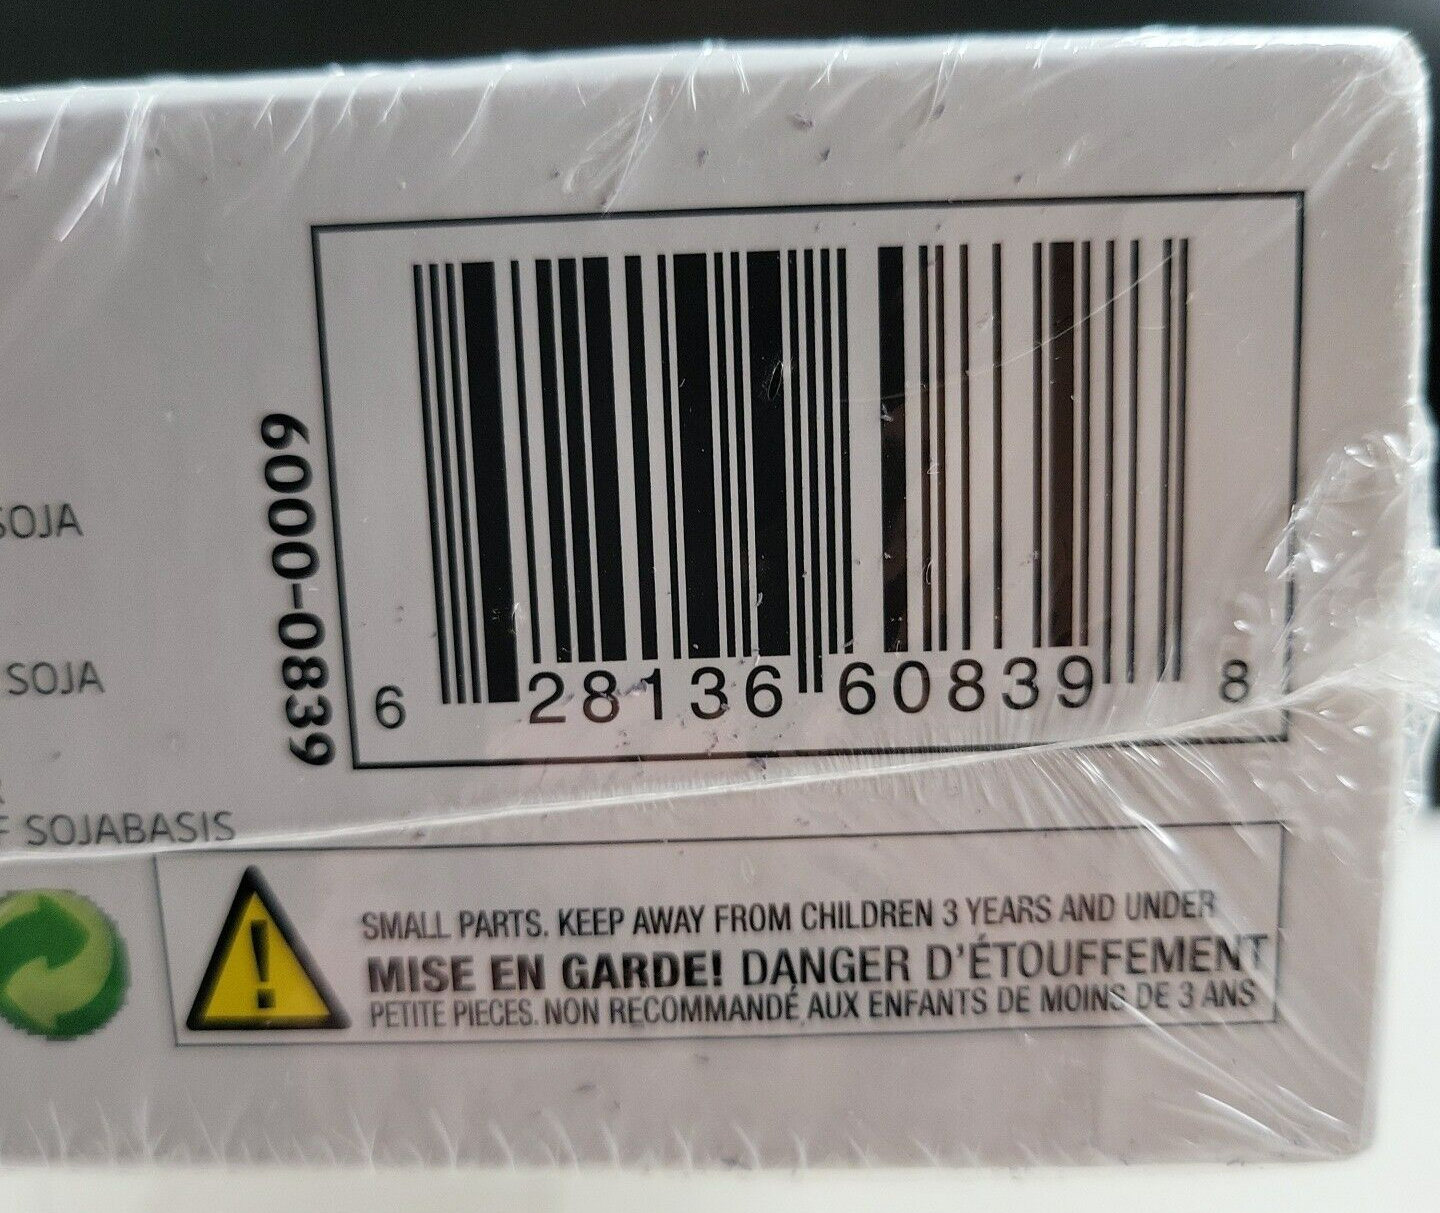 SOJA
SOJA
SOJABASIS
6000-0839
6 28136 60839 8
SMALL PARTS. KEEP AWAY FROM CHILDREN 3 YEARS AND UNDER
MISE EN GARDE! DANGER D'ÉTOUFFEMENT
PETITE PIECES. NON RECOMMANDÉ AUX ENFANTS DE MOINS DE 3 ANS